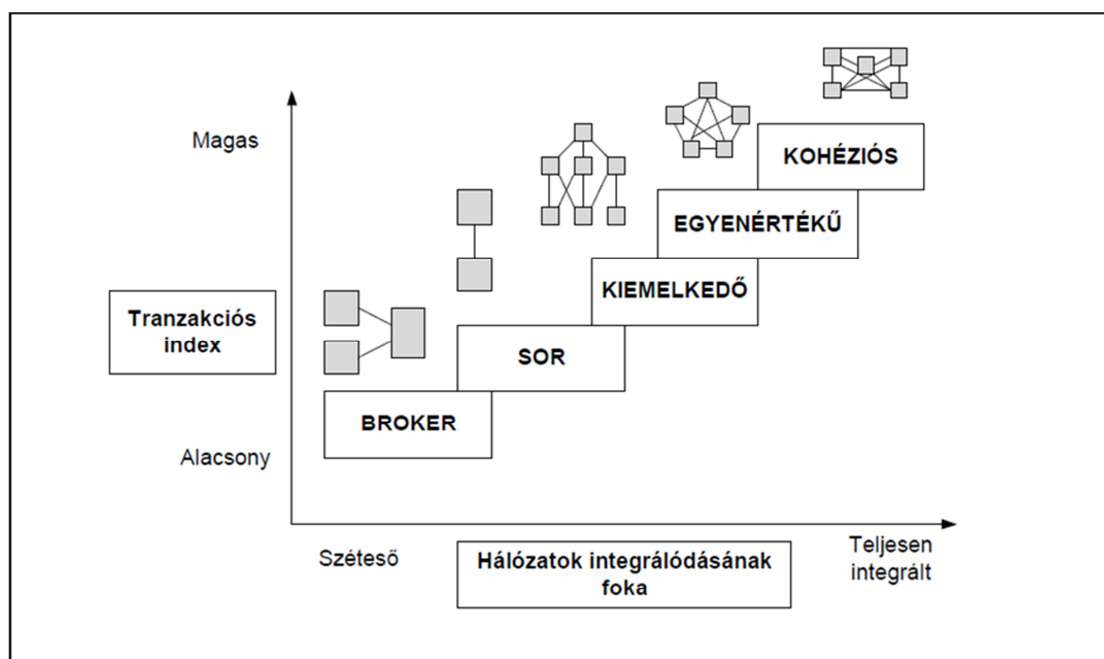 Magas
KOHÉZIÓS
EGYENÉRTÉKŰ
KIEMELKEDŐ
Tranzakciós
index
SOR
BROKER
Alacsony
Széteső
Hálózatok integrálódásának
foka
Teljesen
integrált